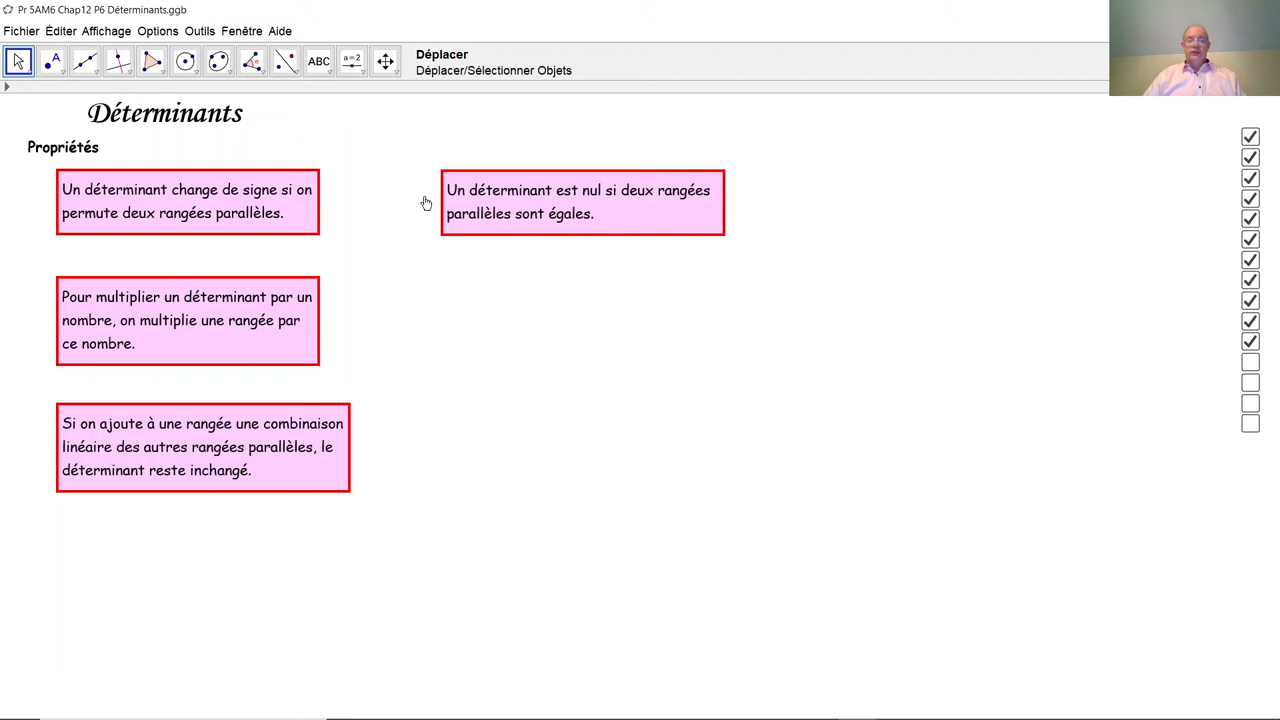 Pr 5AM6 Chap12 P6 Déterminants.ggb
Fichier Éditer Affichage Options Outils Fenêtre Aide
A
ABC
a=2
Déplacer
Déplacer/Sélectionner Objets
Déterminants
Propriétés
Un déterminant change de signe si on
permute deux rangées parallèles.
Un déterminant est nul si deux rangées
parallèles sont égales.
Pour multiplier un déterminant par un
nombre, on multiplie une rangée par
ce nombre.
Si on ajoute à une rangée une combinaison
linéaire des autres rangées parallèles, le
déterminant reste inchangé.